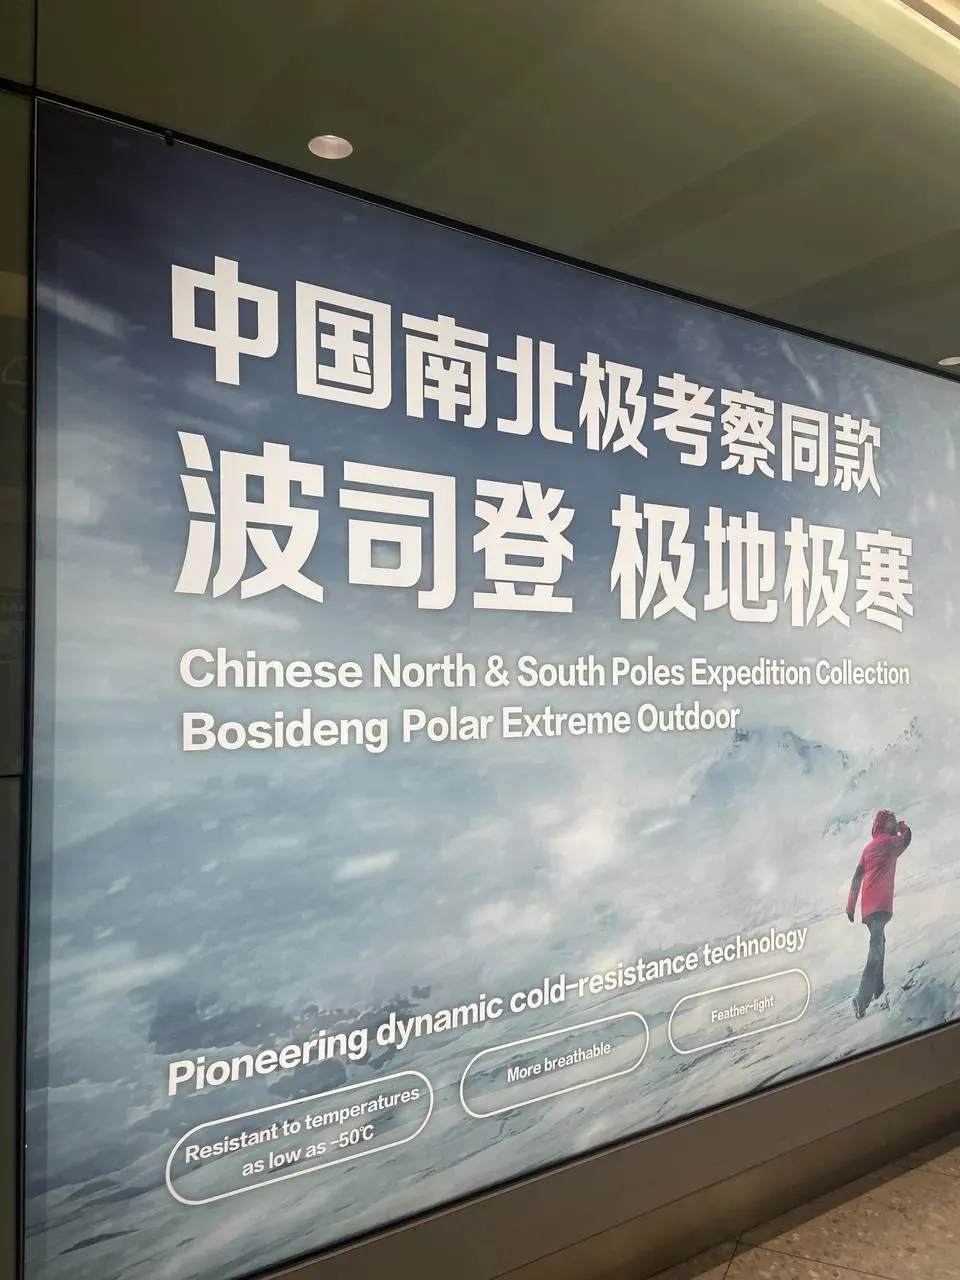 中国南北极考察同款
波司登 极地极寒
Chinese North & South Poles Expedition Collection
Bosideng Polar Extreme Outdoor
Pioneering dynamic cold-resistance technology
Resistant to temperatures
as low as -50℃
More breathable
Feather-light